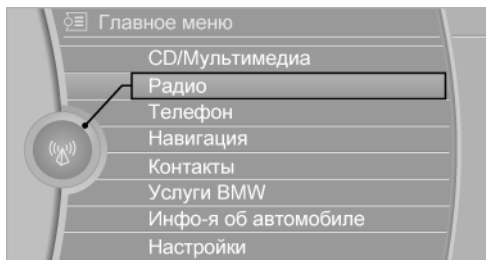 Главное меню
CD/Мультимедиа
Радио
Телефон
Навигация
Контакты
Услуги BMW
Инфо-я об автомобиле
Настройки